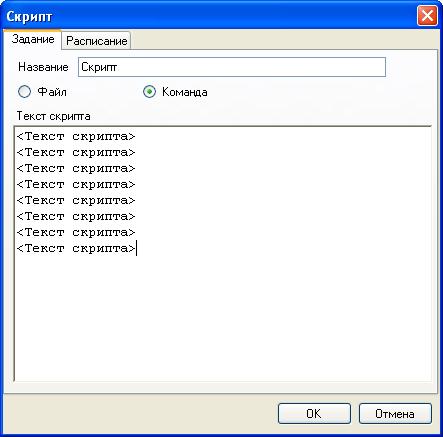 Скрипт
Задание Расписание
Название Скрипт
Файл Команда
Текст скрипта
<Текст скрипта>
<Текст скрипта>
<Текст скрипта>
<Текст скрипта>
<Текст скрипта>
<Текст скрипта>
<Текст скрипта>
<Текст скрипта>
OK Отмена